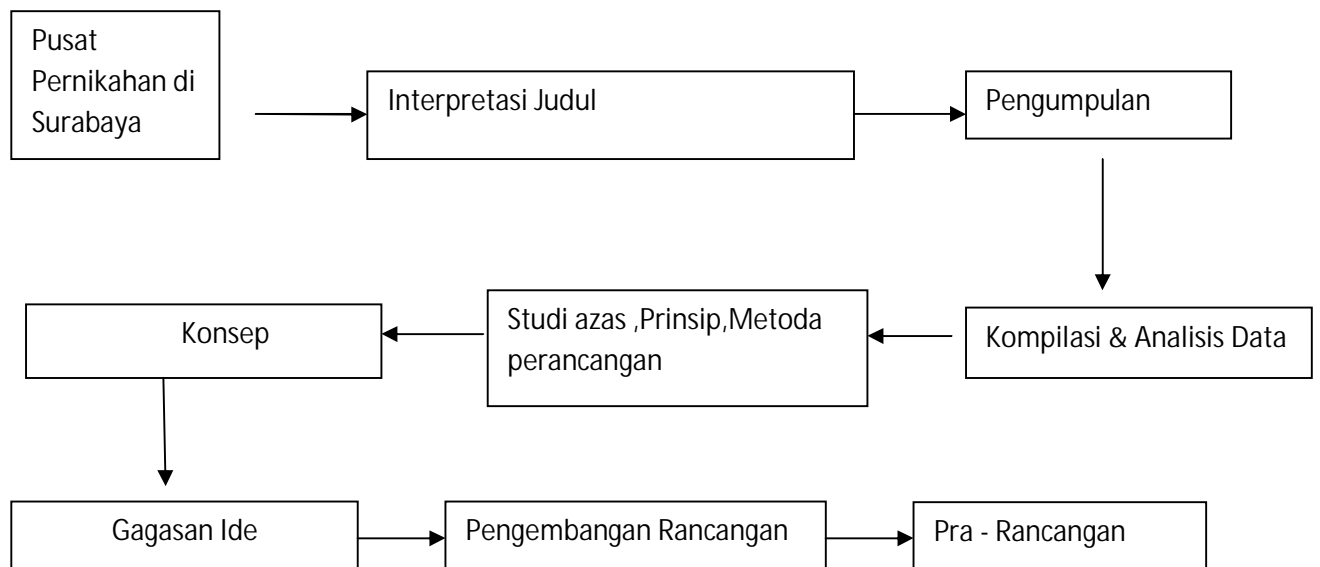 Pusat
Pernikahan di
Surabaya
Interpretasi Judul
Pengumpulan
Kompilasi & Analisis Data
Studi azas ,Prinsip,Metoda
perancangan
Konsep
Gagasan Ide
Pengembangan Rancangan
Pra - Rancangan